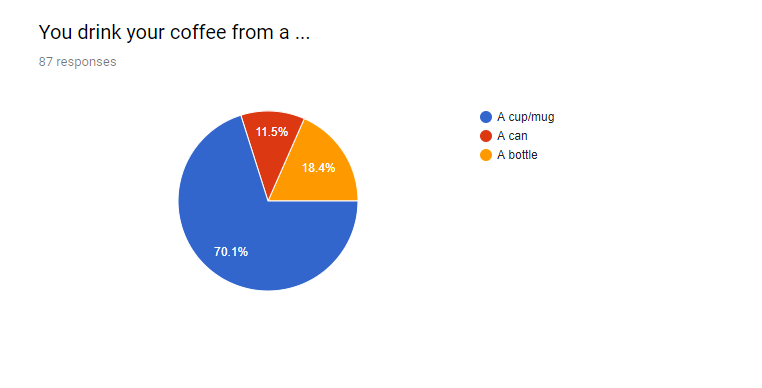 You drink your coffee from a ...
87 responses
A cup/mug
A can
A bottle
11.5%
18.4%
70.1%